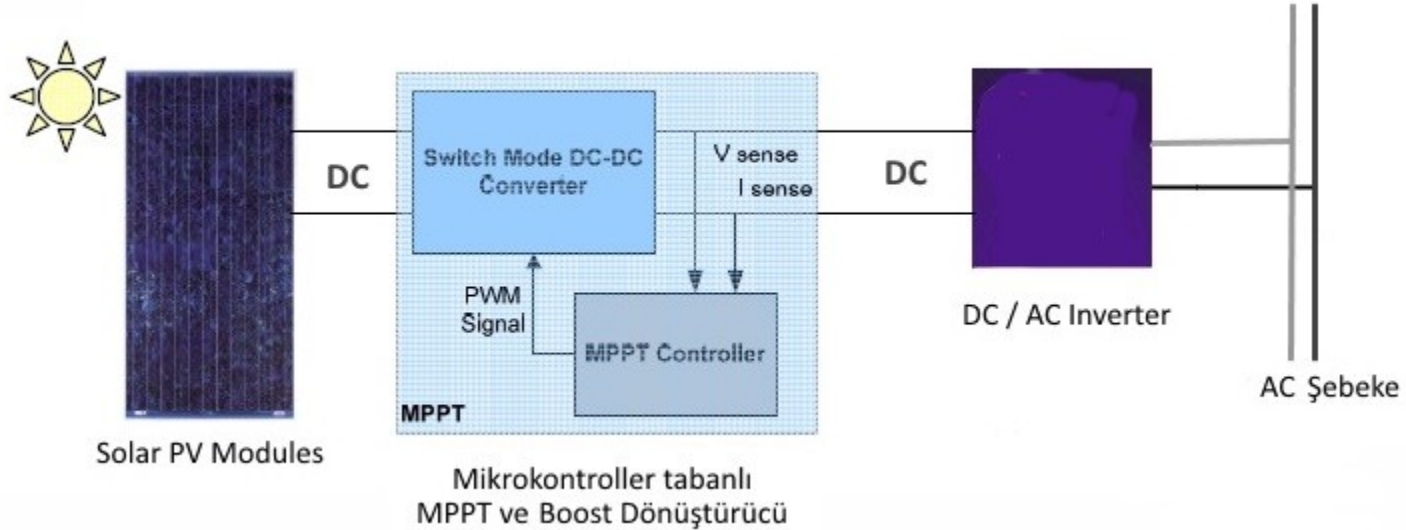 DC
Switch Mode DC-DC
Converter
V sense
I sense
DC
PWM
Signal
MPPT Controller
MPPT
DC / AC Inverter
AC Şebeke
Solar PV Modules
Mikrokontroller tabanlı
MPPT ve Boost Dönüştürücü